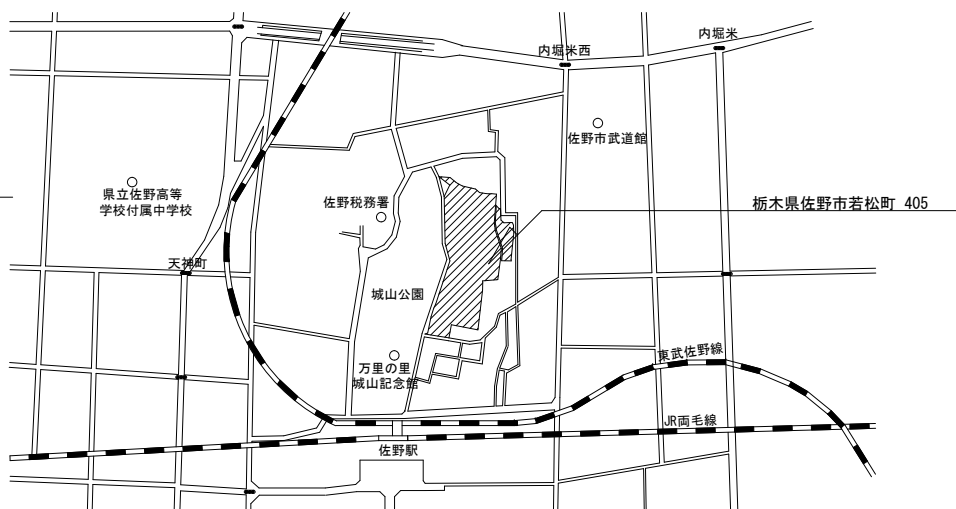 内堀米
内堀米西
佐野市武道館
県立佐野高等
学校付属中学校
佐野税務署
栃木県佐野市若松町 405
天神町
城山公園
東武佐野線
万里の里
城山記念館
JR両毛線
佐野駅